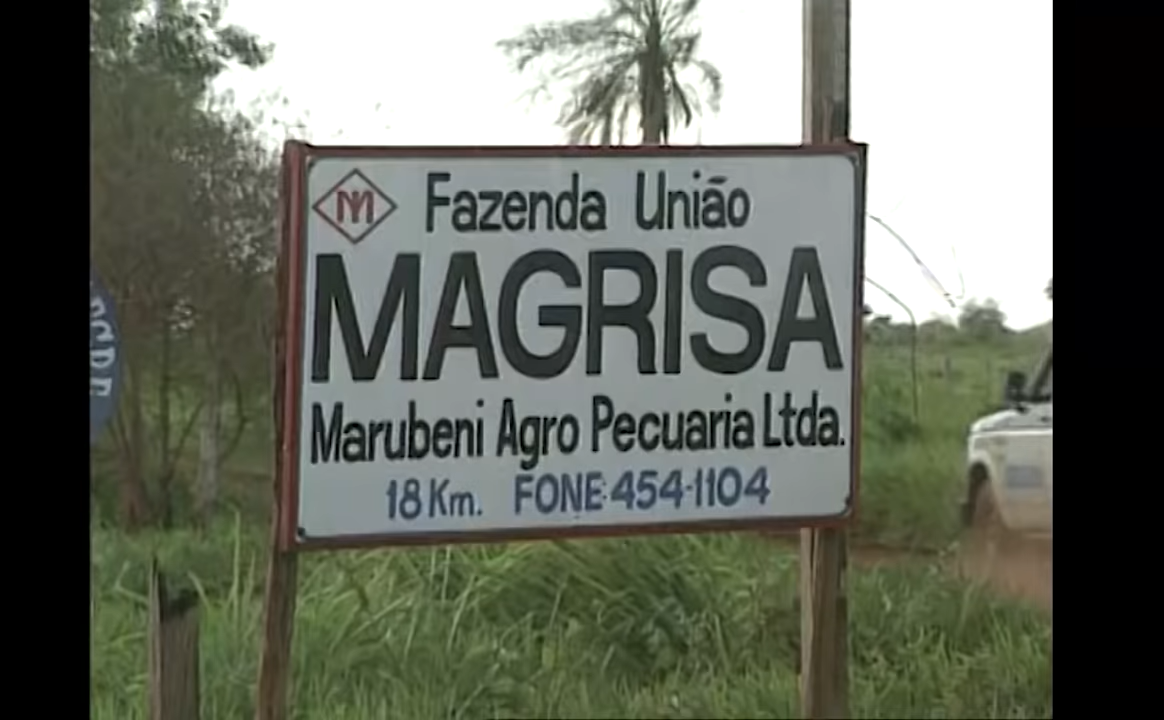 M
Fazenda União
MAGRISA
Marubeni Agro Pecuaria Ltda.
18 Km. FONE: 454-1104